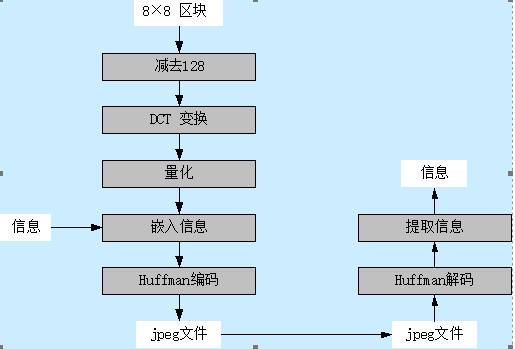 8×8 区块
减去128
DCT 变换
量化
信息
嵌入信息
Huffman编码
jpeg文件
信息
提取信息
Huffman解码
jpeg文件